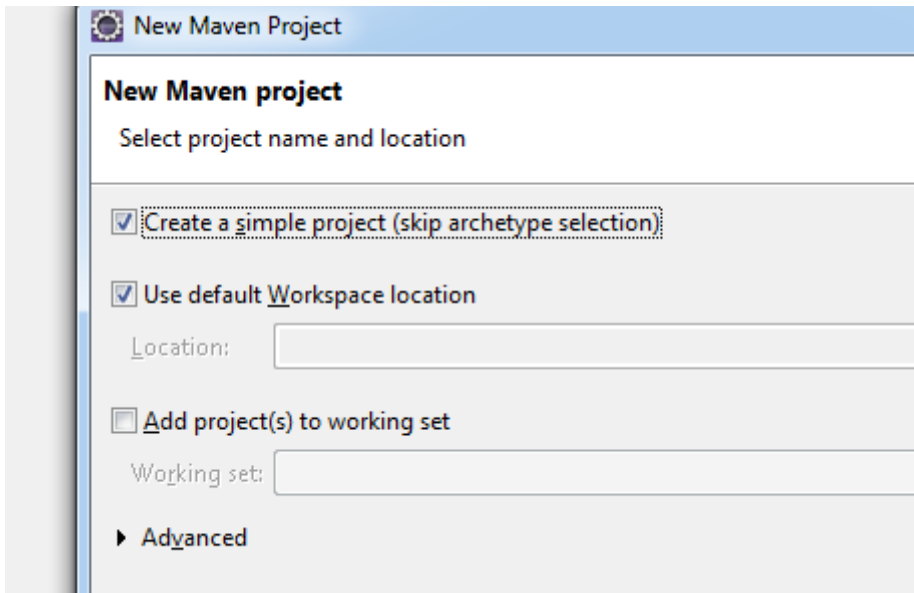 New Maven Project
New Maven project
Select project name and location
Create a simple project (skip archetype selection)
Use default Workspace location
Location:
Add project(s) to working set
Working set:
Advanced